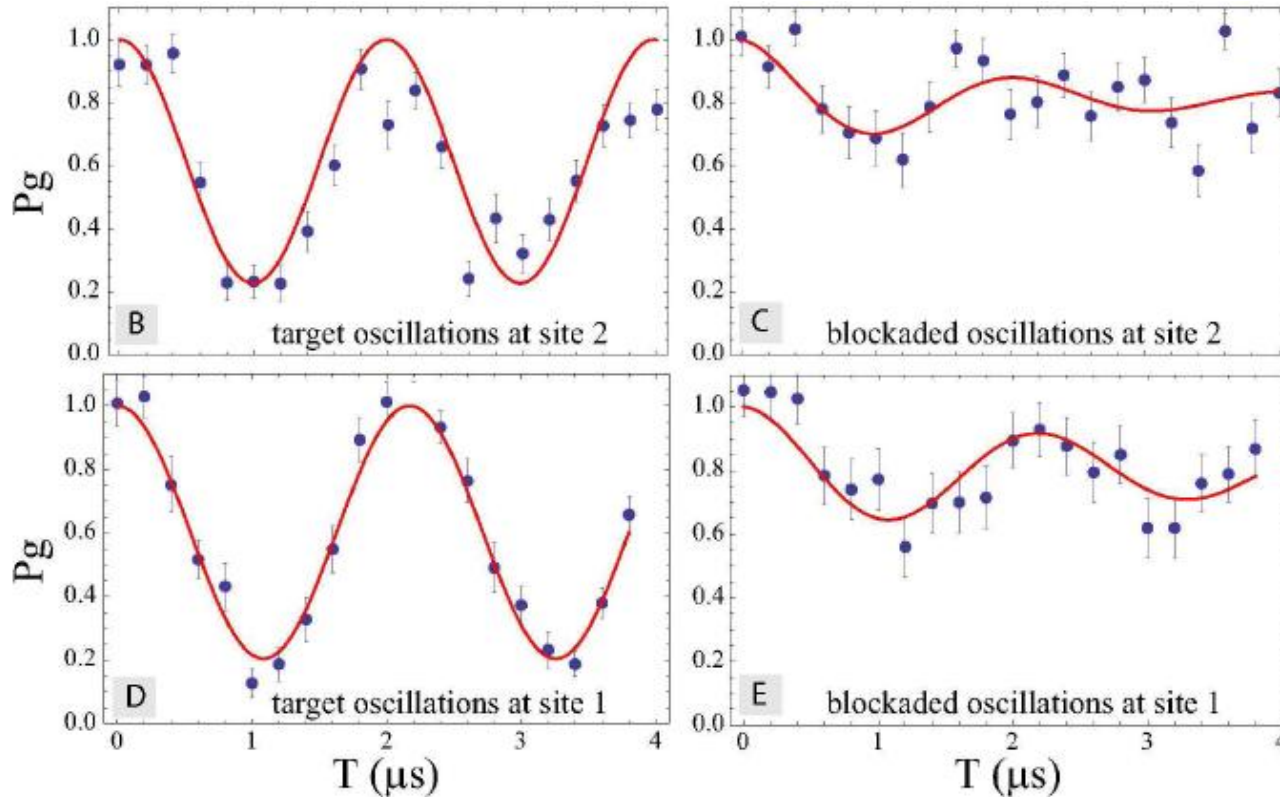 1.0
0.8
Pg
0.6
0.4
0.2
0.0
B
target oscillations at site 2
1.0
0.8
0.6
0.4
0.2
0.0
C
blockaded oscillations at site 2
1.0
0.8
Pg
0.6
0.4
0.2
0.0
D
target oscillations at site 1
0 1 2 3 4
T (μs)
1.0
0.8
0.6
0.4
0.2
0.0
E
blockaded oscillations at site 1
0 1 2 3 4
T (μs)